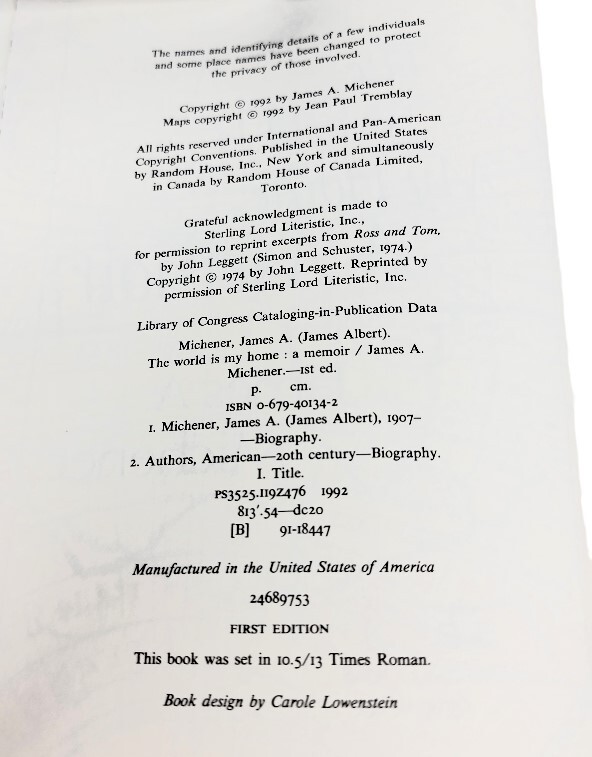 The names and identifying details of a few individuals
and some place names have been changed to protect
the privacy of those involved.
Copyright © 1992 by James A. Michener
Maps copyright © 1992 by Jean Paul Tremblay
All rights reserved under International and Pan-American
Copyright Conventions. Published in the United States
by Random House, Inc., New York and simultaneously
in Canada by Random House of Canada Limited,
Toronto.
Grateful acknowledgment is made to
Sterling Lord Literistic, Inc.,
for permission to reprint excerpts from Ross and Tom,
by John Leggett (Simon and Schuster, 1974.)
Copyright © 1974 by John Leggett. Reprinted by
permission of Sterling Lord Literistic, Inc.
Library of Congress Cataloging-in-Publication Data
Michener, James A. (James Albert).
The world is my home : a memoir / James A.
Michener.—1st ed.
p. cm.
ISBN 0-679-40134-2
1. Michener, James A. (James Albert), 1907–
—Biography.
2. Authors, American—20th century—Biography.
I. Title.
PS3525.I19Z476 1992
813'.54—dc20
[B] 91-18447
Manufactured in the United States of America
24689753
FIRST EDITION
This book was set in 10.5/13 Times Roman.
Book design by Carole Lowenstein